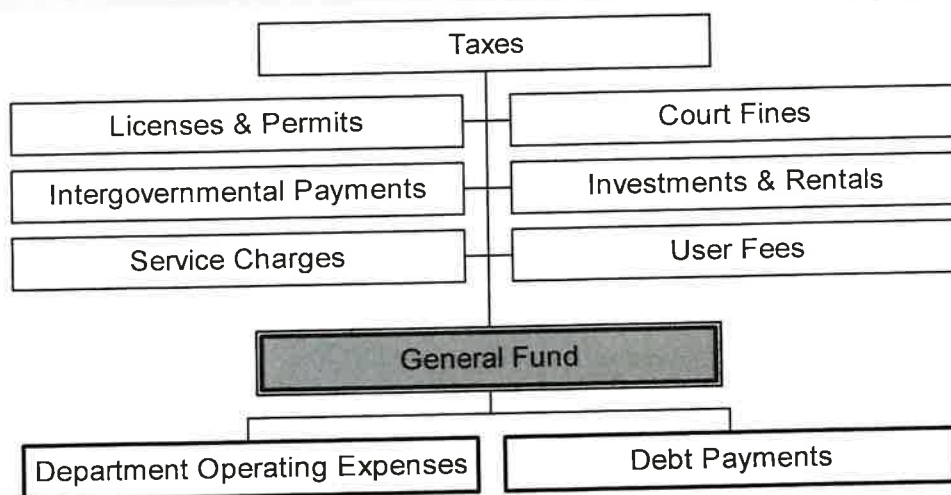 Taxes
Licenses & Permits
Court Fines
Intergovernmental Payments
Investments & Rentals
Service Charges
User Fees
General Fund
Department Operating Expenses
Debt Payments